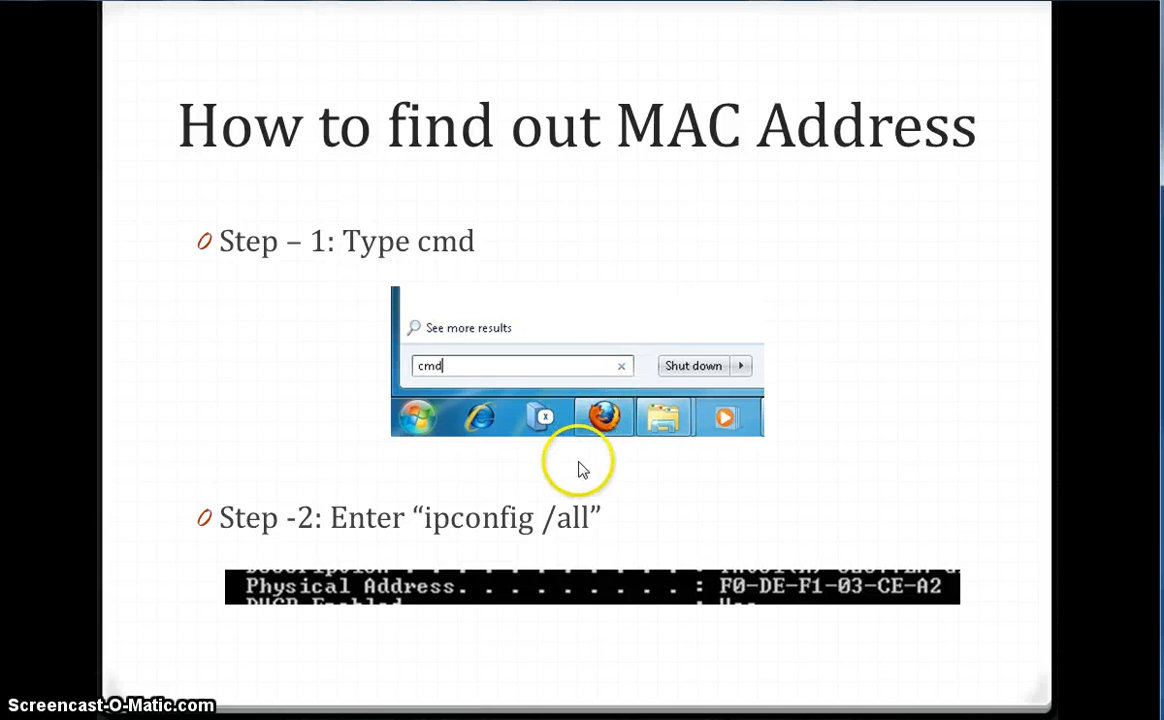 How to find out MAC Address
Step – 1: Type cmd
See more results
cmd
Shut down
Step -2: Enter “ipconfig /all”
Physical Address. . . . . . . . . : F0-DE-F1-03-CE-A2
Screencast-O-Matic.com